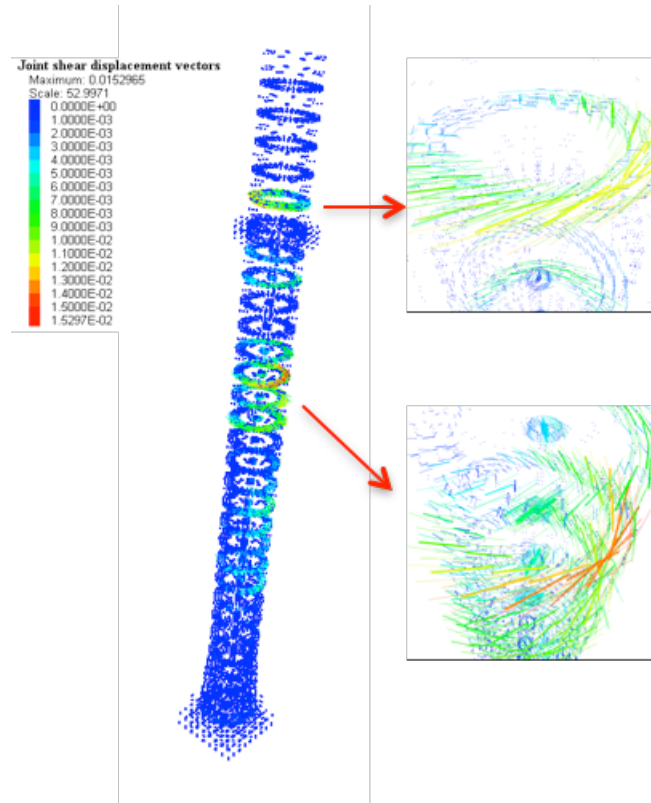 Joint shear displacement vectors
Maximum: 0.0152965
Scale: 52.9971
0.0000E+00
1.0000E-03
2.0000E-03
3.0000E-03
4.0000E-03
5.0000E-03
6.0000E-03
7.0000E-03
8.0000E-03
9.0000E-03
1.0000E-02
1.1000E-02
1.2000E-02
1.3000E-02
1.4000E-02
1.5000E-02
1.5297E-02